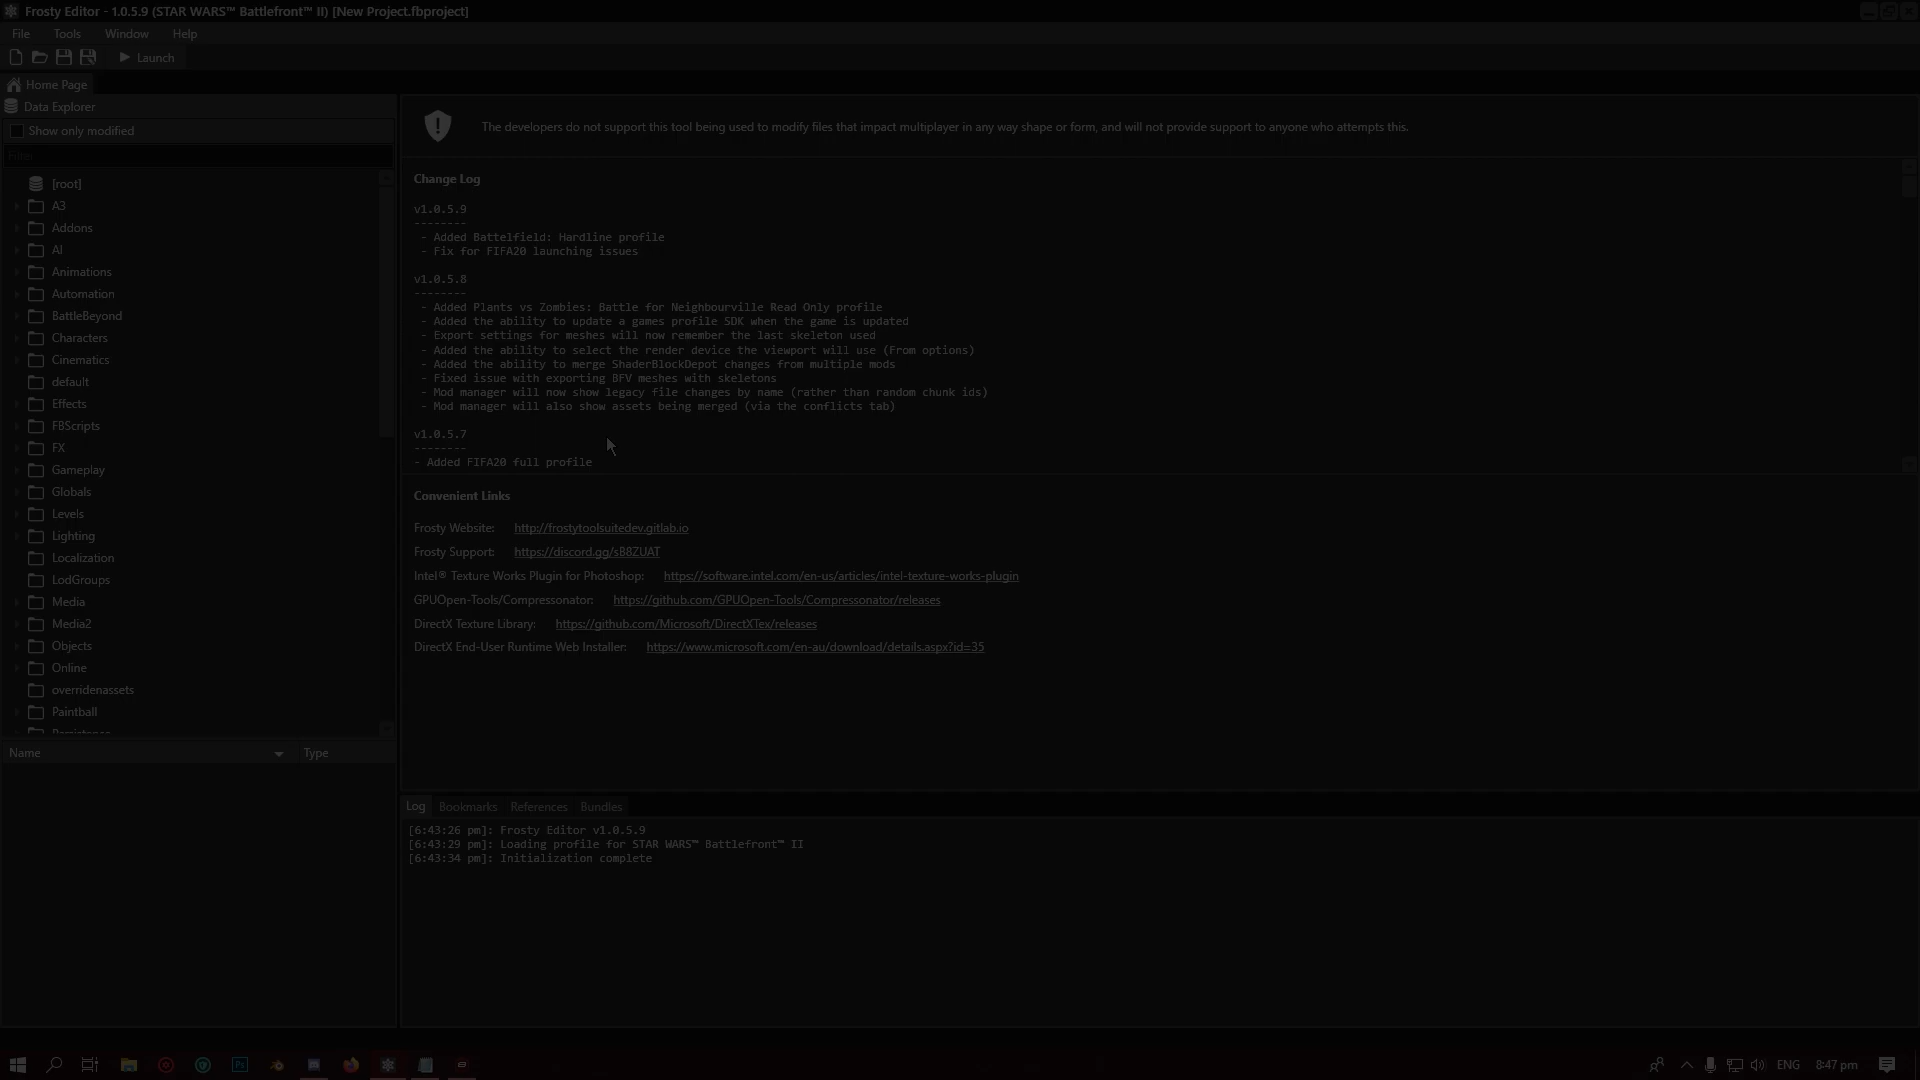 Frosty Editor - 1.0.5.9 (STAR WARS™ Battlefront™ II) [New Project.fbproject]
File Tools Window Help
Launch
Home Page
Data Explorer
Show only modified
Filter
[root]
A3
Addons
AI
Animations
Automation
BattleBeyond
Characters
Cinematics
default
Effects
FBScripts
FX
Gameplay
Globals
Levels
Lighting
Localization
LodGroups
Media
Media2
Objects
Online
overridenassets
Paintball
Persistence
Name Type
The developers do not support this tool being used to modify files that impact multiplayer in any way shape or form, and will not provide support to anyone who attempts this.
Change Log
v1.0.5.9
--------
- Added Battelfield: Hardline profile
- Fix for FIFA20 launching issues
v1.0.5.8
--------
- Added Plants vs Zombies: Battle for Neighbourville Read Only profile
- Added the ability to update a games profile SDK when the game is updated
- Export settings for meshes will now remember the last skeleton used
- Added the ability to select the render device the viewport will use (From options)
- Added the ability to merge ShaderBlockDepot changes from multiple mods
- Fixed issue with exporting BFV meshes with skeletons
- Mod manager will now show legacy file changes by name (rather than random chunk ids)
- Mod manager will also show assets being merged (via the conflicts tab)
v1.0.5.7
--------
- Added FIFA20 full profile
Convenient Links
Frosty Website: http://frostytoolsuitedev.gitlab.io
Frosty Support: https://discord.gg/sB8ZUAT
Intel® Texture Works Plugin for Photoshop: https://software.intel.com/en-us/articles/intel-texture-works-plugin
GPUOpen-Tools/Compressonator: https://github.com/GPUOpen-Tools/Compressonator/releases
DirectX Texture Library: https://github.com/Microsoft/DirectXTex/releases
DirectX End-User Runtime Web Installer: https://www.microsoft.com/en-au/download/details.aspx?id=35
Log Bookmarks References Bundles
[6:43:26 pm]: Frosty Editor v1.0.5.9
[6:43:29 pm]: Loading profile for STAR WARS™ Battlefront™ II
[6:43:34 pm]: Initialization complete
Ps
ENG 8:47 pm